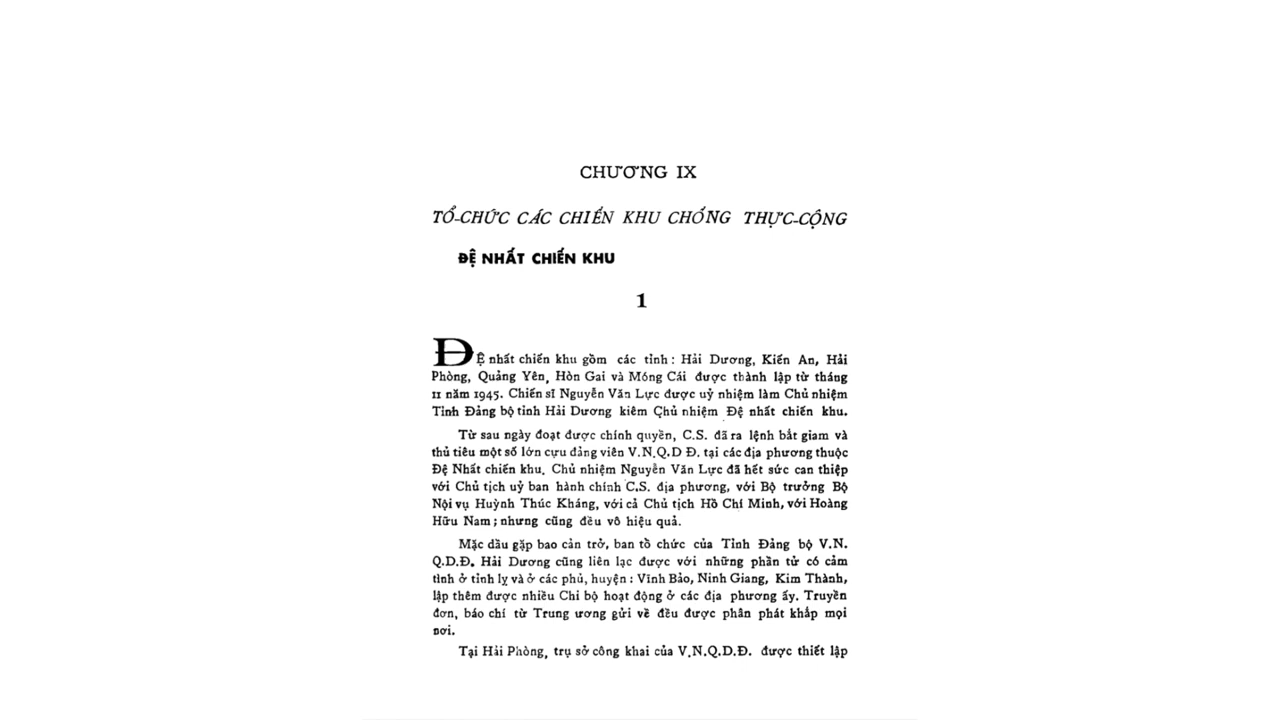 CHƯƠNG IX
TỔ-CHỨC CÁC CHIẾN KHU CHỐNG THỰC-CỘNG
ĐỆ NHẤT CHIẾN KHU
1
ĐỆ nhất chiến khu gồm các tỉnh : Hải Dương, Kiến An, Hải
Phòng, Quảng Yên, Hòn Gai và Móng Cái được thành lập từ tháng
11 năm 1945. Chiến sĩ Nguyễn Văn Lực được uỷ nhiệm làm Chủ nhiệm
Tỉnh Đảng bộ tỉnh Hải Dương kiêm Chủ nhiệm Đệ nhất chiến khu.
Từ sau ngày đoạt được chính quyền, C.S. đã ra lệnh bắt giam và
thủ tiêu một số lớn cựu đảng viên V.N.Q.D Đ. tại các địa phương thuộc
Đệ Nhất chiến khu. Chủ nhiệm Nguyễn Văn Lực đã hết sức can thiệp
với Chủ tịch uỷ ban hành chính C.S. địa phương, với Bộ trưởng Bộ
Nội vụ Huỳnh Thúc Kháng, với cả Chủ tịch Hồ Chí Minh, với Hoàng
Hữu Nam ; nhưng cũng đều vô hiệu quả.
Mặc dầu gặp bao cản trở, ban tổ chức của Tỉnh Đảng bộ V.N.
Q.D.Đ. Hải Dương cũng liên lạc được với những phần tử có cảm
tình ở tỉnh lỵ và ở các phủ, huyện : Vĩnh Bảo, Ninh Giang, Kim Thành,
lập thêm được nhiều Chi bộ hoạt động ở các địa phương ấy. Truyền
đơn, báo chí từ Trung ương gửi về đều được phân phát khắp mọi
nơi.
Tại Hải Phòng, trụ sở công khai của V.N.Q.D.Đ. được thiết lập